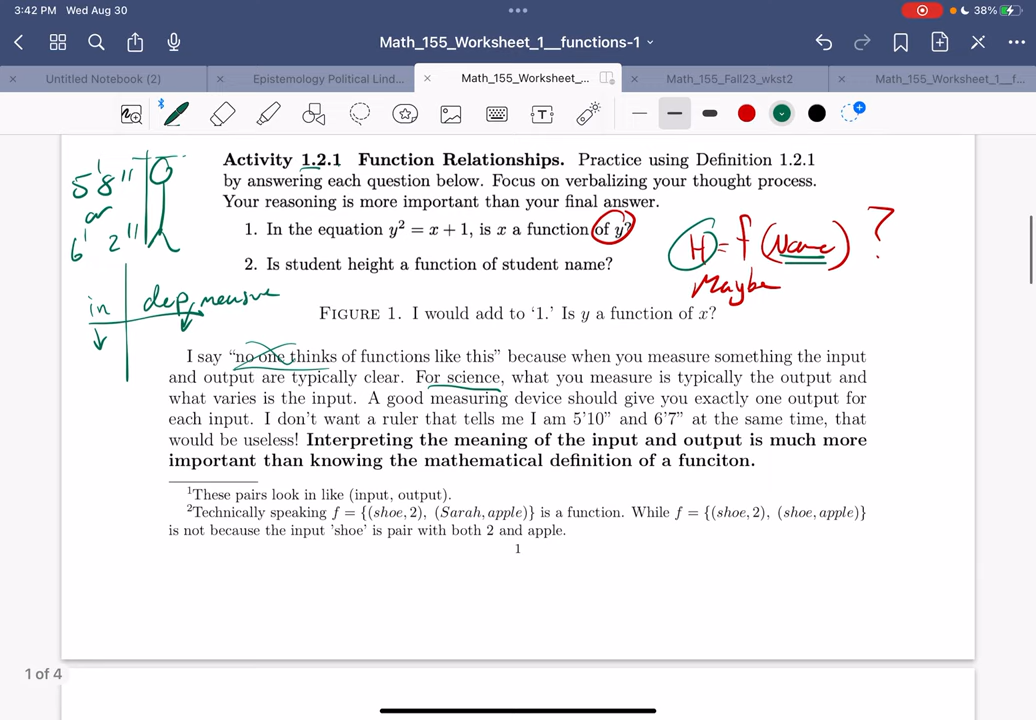 3:42 PM Wed Aug 30
38%
Math_155_Worksheet_1__functions-1
Untitled Notebook (2)
Epistemology Political Lind...
Math_155_Worksheet_...
Math_155_Fall23_wkst2
Math_155_Worksheet_1__f...
Activity 1.2.1 Function Relationships. Practice using Definition 1.2.1
by answering each question below. Focus on verbalizing your thought process.
Your reasoning is more important than your final answer.
1. In the equation y² = x + 1, is x a function of y?
2. Is student height a function of student name?
5'8"
or
6'2"
H = f(Name) ?
Maybe
in dep, measure
FIGURE 1. I would add to ‘1.’ Is y a function of x?
I say “no one thinks of functions like this” because when you measure something the input
and output are typically clear. For science, what you measure is typically the output and
what varies is the input. A good measuring device should give you exactly one output for
each input. I don’t want a ruler that tells me I am 5’10” and 6’7” at the same time, that
would be useless! Interpreting the meaning of the input and output is much more
important than knowing the mathematical definition of a funciton.
¹These pairs look in like (input, output).
²Technically speaking f = {(shoe, 2), (Sarah, apple)} is a function. While f = {(shoe, 2), (shoe, apple)}
is not because the input ’shoe’ is pair with both 2 and apple.
1
1 of 4